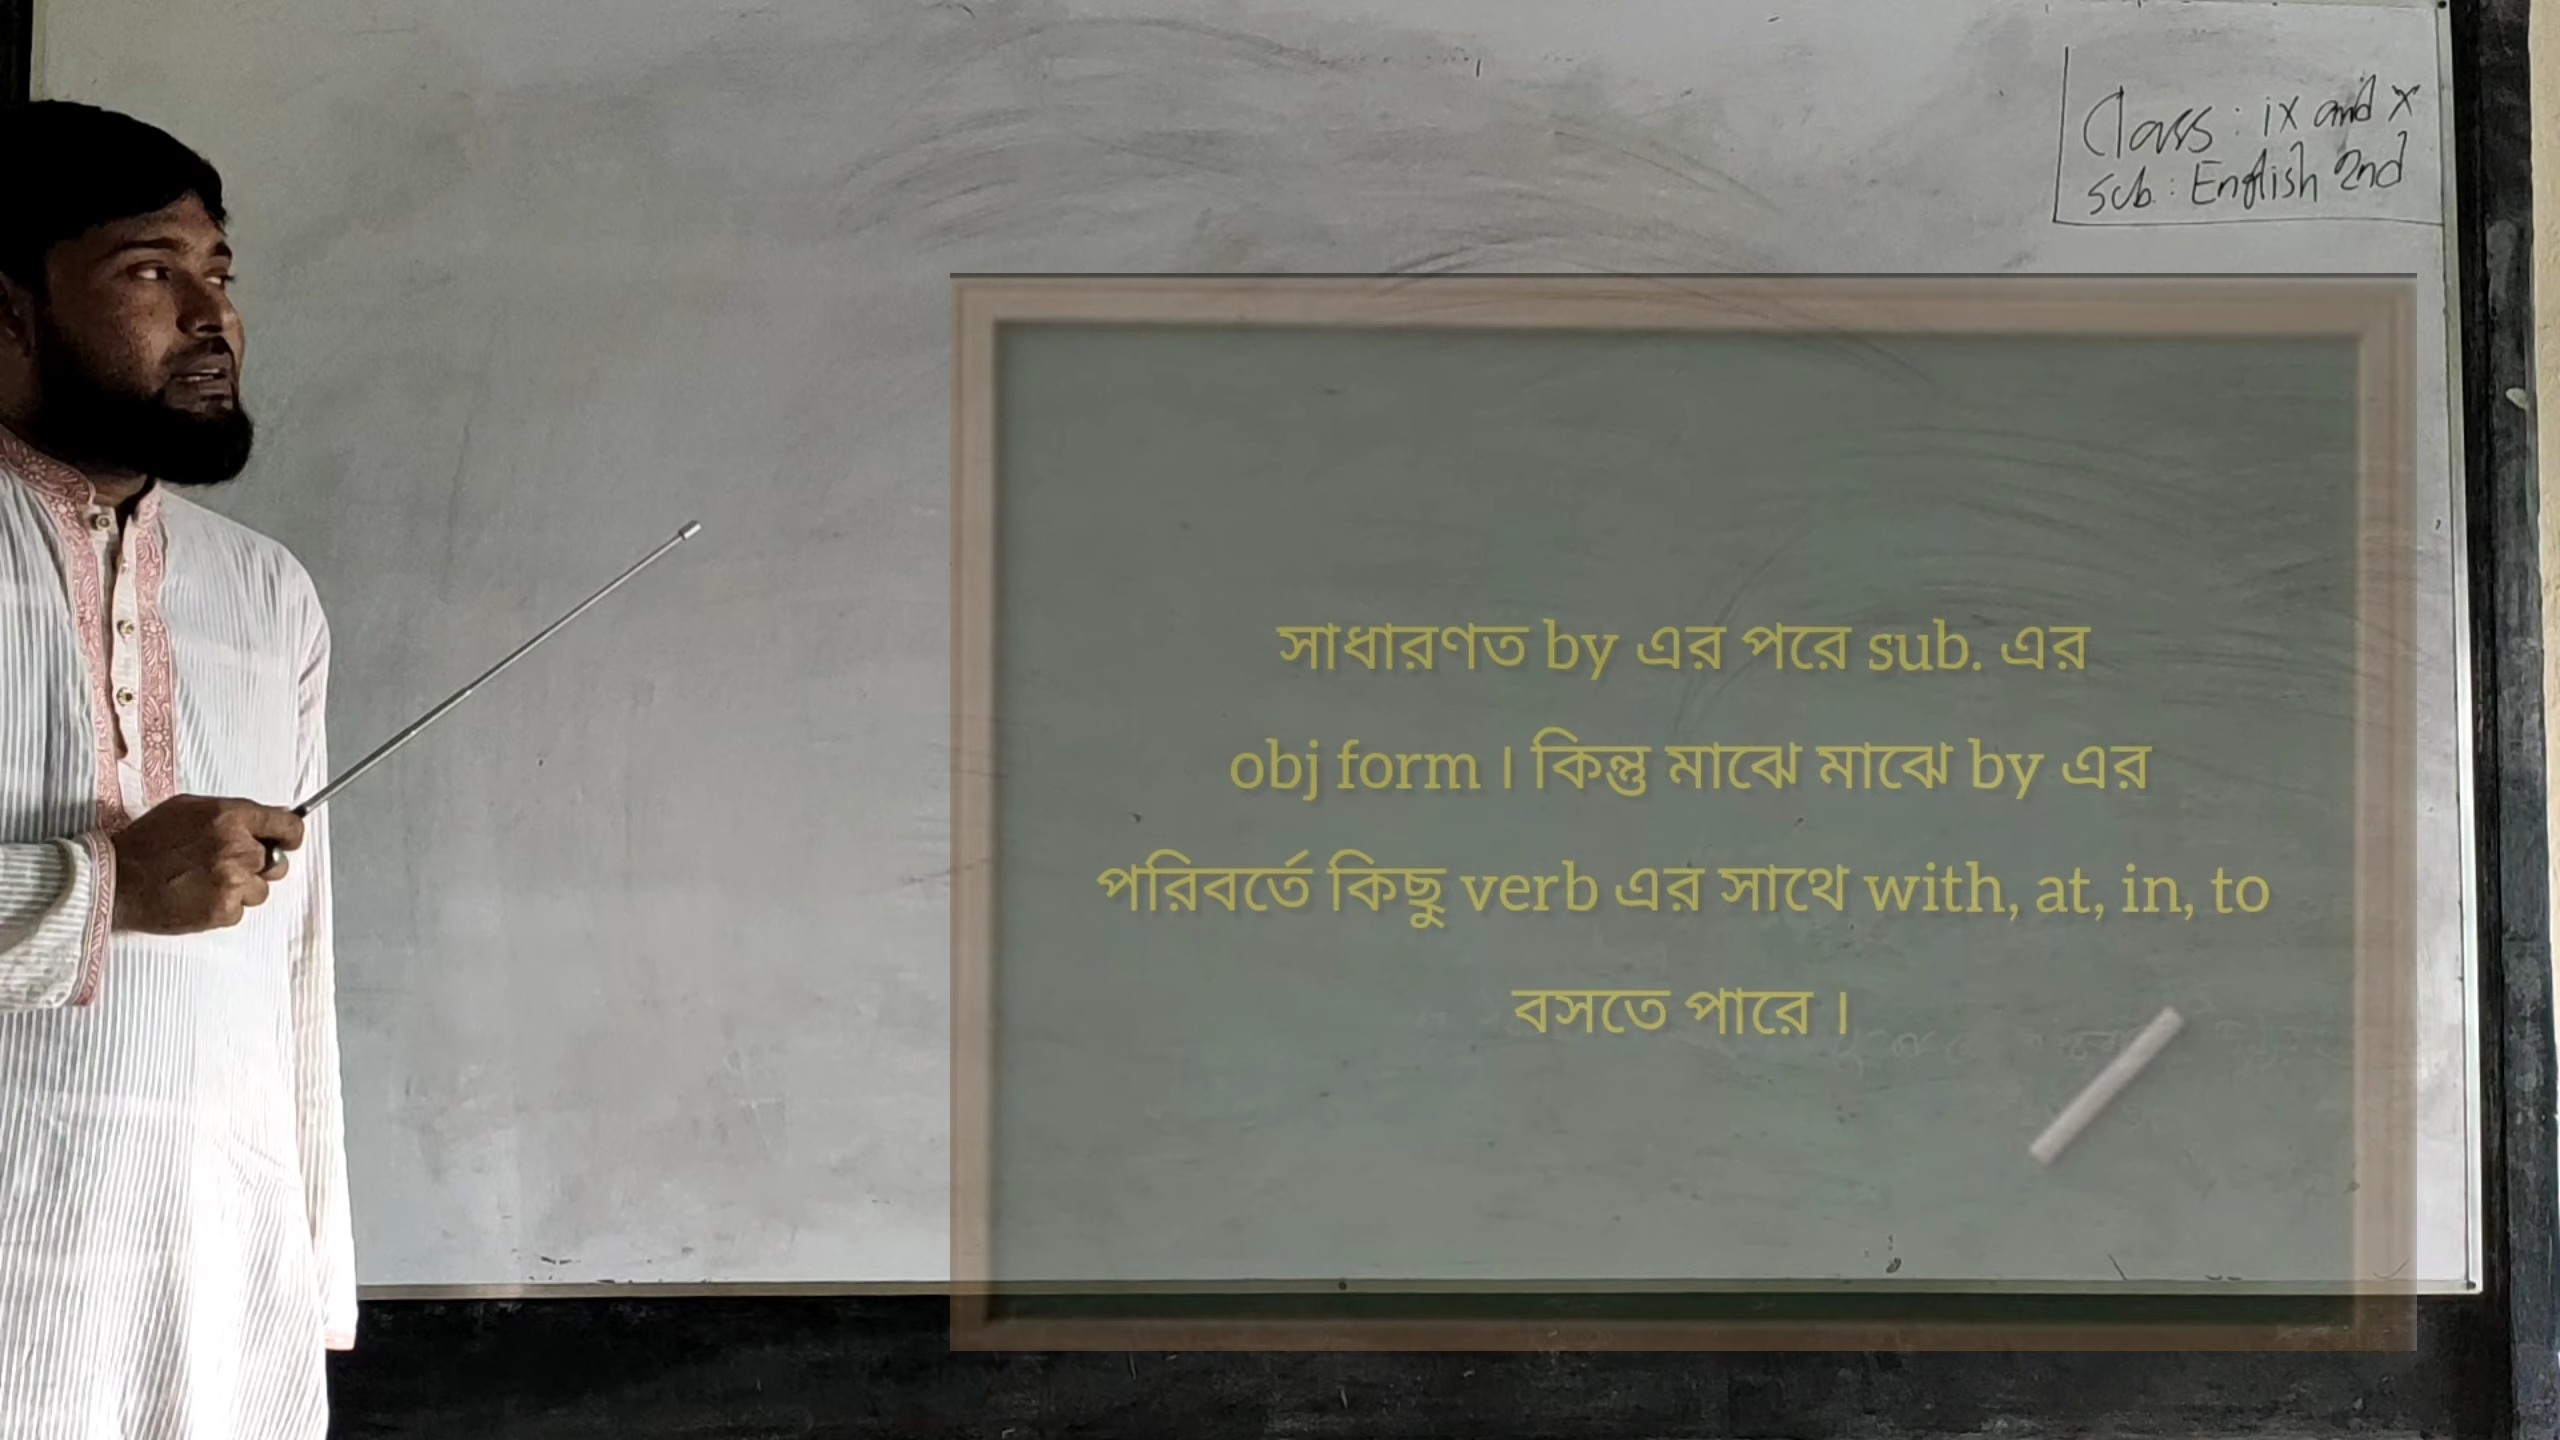 Class: ix and x
Sub: English 2nd
সাধারণত by এর পরে sub. এর
obj form । কিন্তু মাঝে মাঝে by এর
পরিবর্তে কিছু verb এর সাথে with, at, in, to
বসতে পারে ।